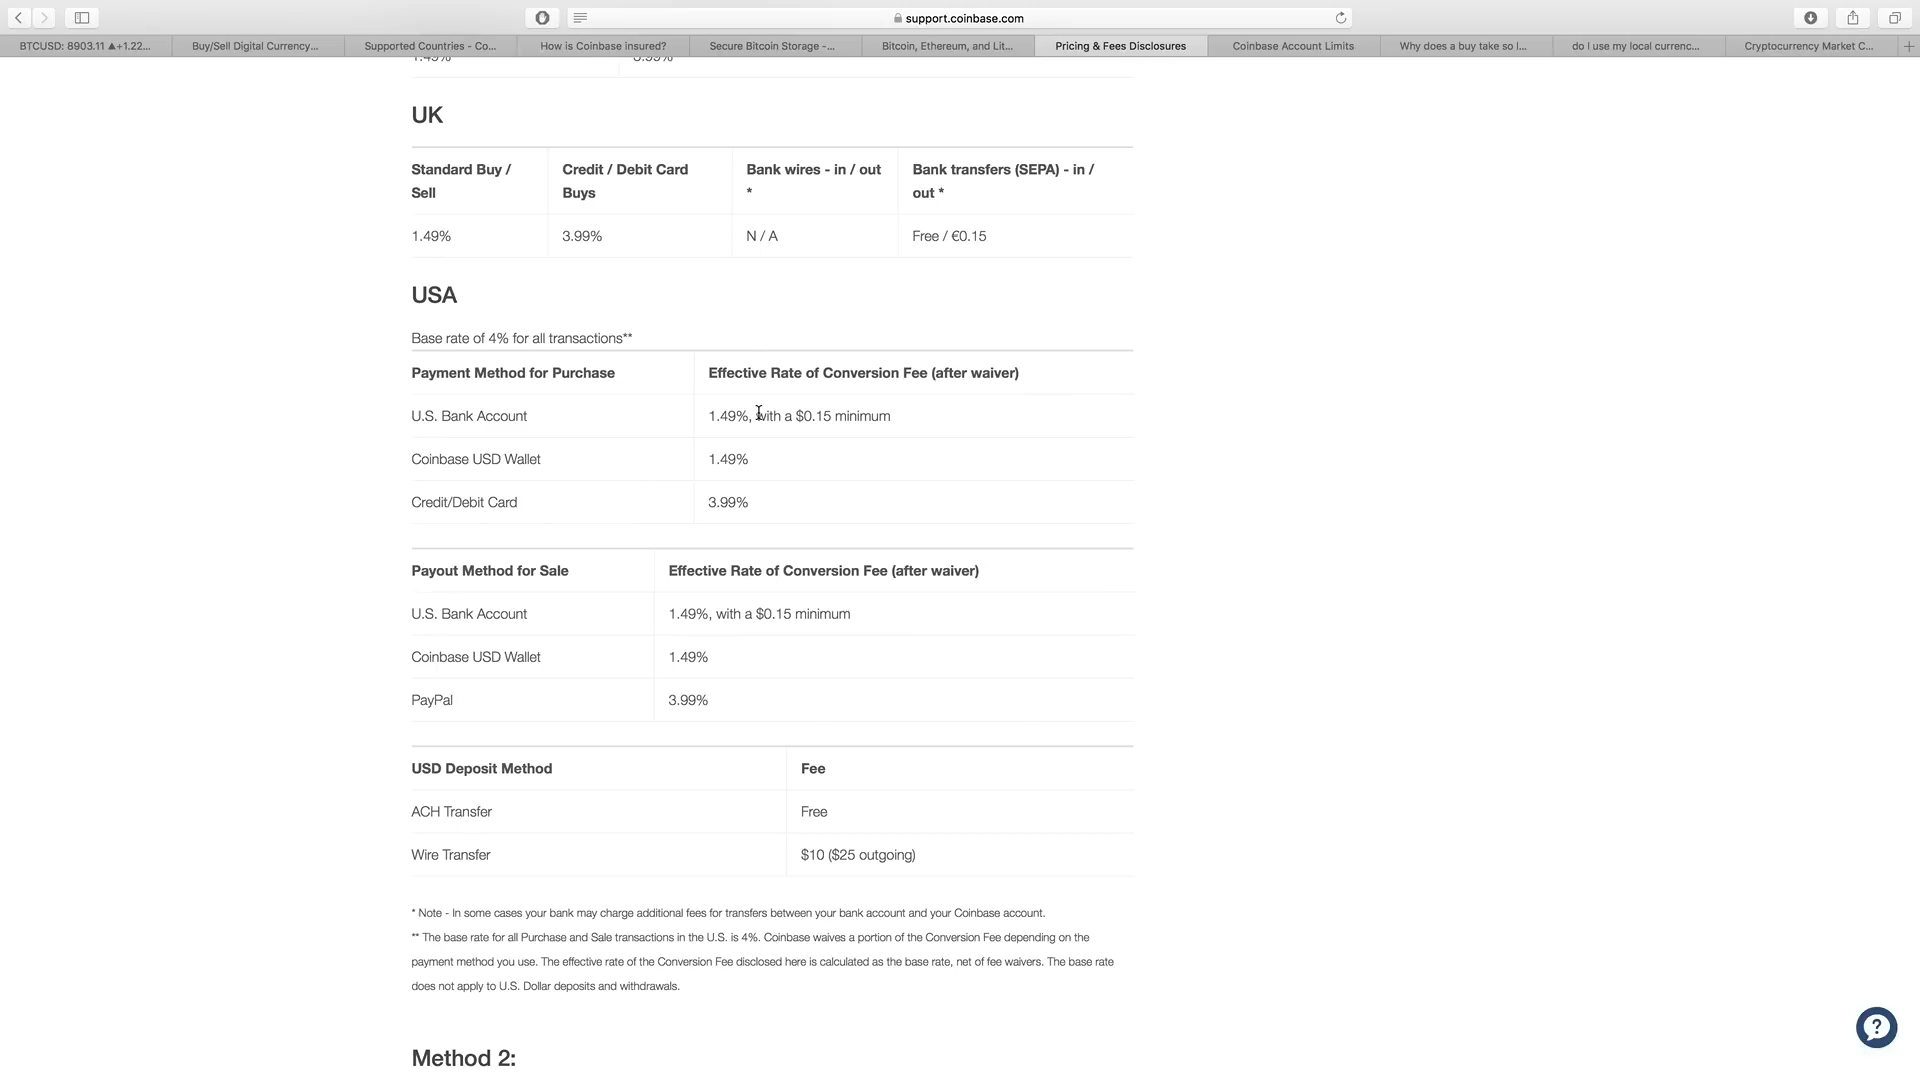 support.coinbase.com
BTCUSD: 8903.11 ▲+1.22...
Buy/Sell Digital Currency...
Supported Countries - Co...
How is Coinbase insured?
Secure Bitcoin Storage -...
Bitcoin, Ethereum, and Lit...
Pricing & Fees Disclosures
Coinbase Account Limits
Why does a buy take so l...
do I use my local currenc...
Cryptocurrency Market C...
1.49% 3.99%
UK
Standard Buy / Credit / Debit Card Bank wires - in / out Bank transfers (SEPA) - in /
Sell Buys * out *
1.49% 3.99% N / A Free / €0.15
USA
Base rate of 4% for all transactions**
Payment Method for Purchase Effective Rate of Conversion Fee (after waiver)
U.S. Bank Account 1.49%, with a $0.15 minimum
Coinbase USD Wallet 1.49%
Credit/Debit Card 3.99%
Payout Method for Sale Effective Rate of Conversion Fee (after waiver)
U.S. Bank Account 1.49%, with a $0.15 minimum
Coinbase USD Wallet 1.49%
PayPal 3.99%
USD Deposit Method Fee
ACH Transfer Free
Wire Transfer $10 ($25 outgoing)
* Note - In some cases your bank may charge additional fees for transfers between your bank account and your Coinbase account.
** The base rate for all Purchase and Sale transactions in the U.S. is 4%. Coinbase waives a portion of the Conversion Fee depending on the
payment method you use. The effective rate of the Conversion Fee disclosed here is calculated as the base rate, net of fee waivers. The base rate
does not apply to U.S. Dollar deposits and withdrawals.
Method 2: